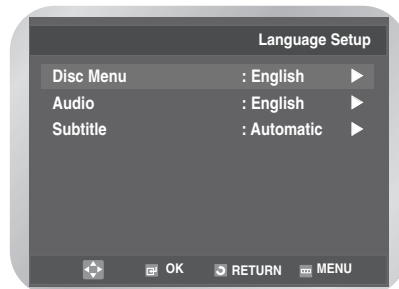 Language Setup
Disc Menu : English ▶
Audio : English ▶
Subtitle : Automatic ▶
OK RETURN MENU